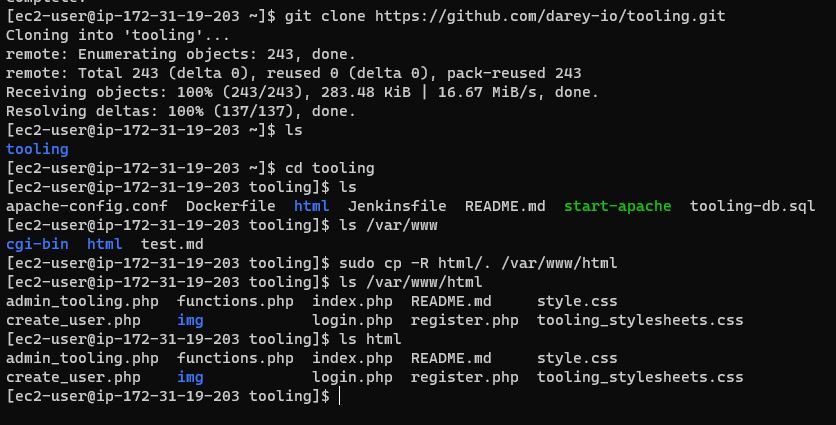 [ec2-user@ip-172-31-19-203 ~]$ git clone https://github.com/darey-io/tooling.git
Cloning into 'tooling'...
remote: Enumerating objects: 243, done.
remote: Total 243 (delta 0), reused 0 (delta 0), pack-reused 243
Receiving objects: 100% (243/243), 283.48 KiB | 16.67 MiB/s, done.
Resolving deltas: 100% (137/137), done.
[ec2-user@ip-172-31-19-203 ~]$ ls
tooling
[ec2-user@ip-172-31-19-203 ~]$ cd tooling
[ec2-user@ip-172-31-19-203 tooling]$ ls
apache-config.conf  Dockerfile  html  Jenkinsfile  README.md  start-apache  tooling-db.sql
[ec2-user@ip-172-31-19-203 tooling]$ ls /var/www
cgi-bin  html  test.md
[ec2-user@ip-172-31-19-203 tooling]$ sudo cp -R html/. /var/www/html
[ec2-user@ip-172-31-19-203 tooling]$ ls /var/www/html
admin_tooling.php  functions.php  index.php  README.md     style.css
create_user.php    img            login.php  register.php  tooling_stylesheets.css
[ec2-user@ip-172-31-19-203 tooling]$ ls html
admin_tooling.php  functions.php  index.php  README.md     style.css
create_user.php    img            login.php  register.php  tooling_stylesheets.css
[ec2-user@ip-172-31-19-203 tooling]$